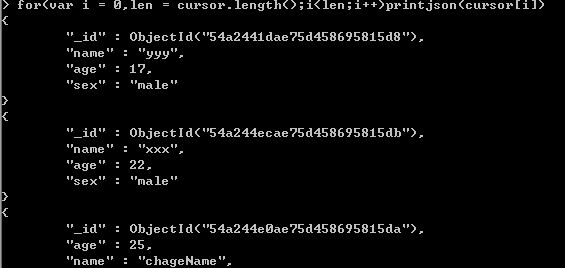 > for(var i = 0,len = cursor.length();i<len;i++)printjson(cursor[i])
{
"_id" : ObjectId("54a2441dae75d458695815d8"),
"name" : "yyy",
"age" : 17,
"sex" : "male"
}
{
"_id" : ObjectId("54a244ecae75d458695815db"),
"name" : "xxx",
"age" : 22,
"sex" : "male"
}
{
"_id" : ObjectId("54a244e0ae75d458695815da"),
"age" : 25,
"name" : "chageName",